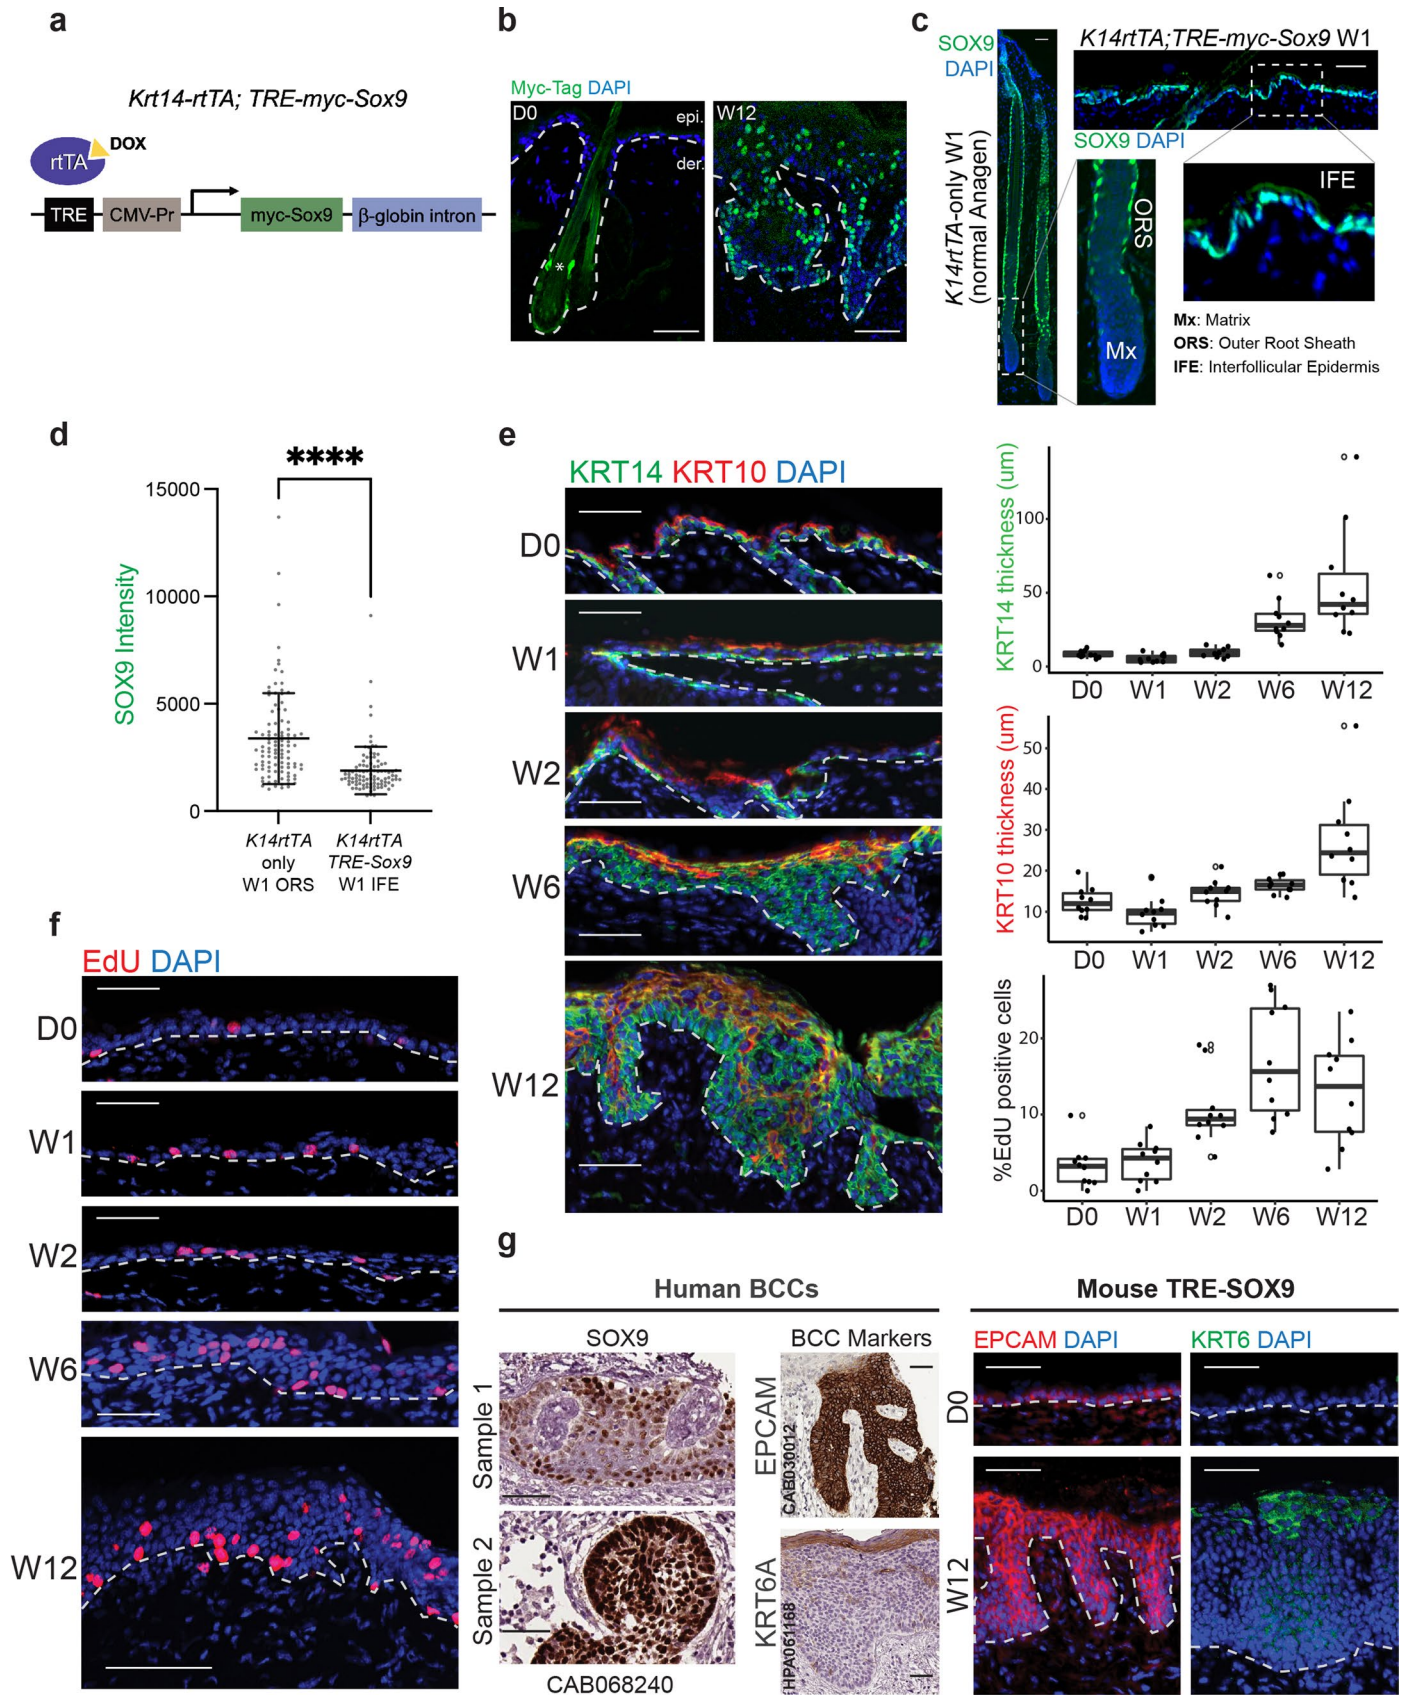 a
Krt14-rtTA; TRE-myc-Sox9
rtTA
DOX
TRE
CMV-Pr
myc-Sox9
β-globin intron
b
Myc-Tag DAPI
D0
epi.
der.
*
W12
c
SOX9
DAPI
K14rtTA-only W1
(normal Anagen)
K14rtTA;TRE-myc-Sox9 W1
SOX9 DAPI
ORS
Mx
IFE
Mx: Matrix
ORS: Outer Root Sheath
IFE: Interfollicular Epidermis
d
****
SOX9 Intensity
15000
10000
5000
0
K14rtTA
only
W1 ORS
K14rtTA
TRE-Sox9
W1 IFE
e
KRT14 KRT10 DAPI
D0
W1
W2
W6
W12
KRT14 thickness (um)
100
50
0
D0 W1 W2 W6 W12
KRT10 thickness (um)
50
40
30
20
10
D0 W1 W2 W6 W12
%EdU positive cells
20
10
0
D0 W1 W2 W6 W12
f
EdU DAPI
D0
W1
W2
W6
W12
g
Human BCCs
SOX9
Sample 1
Sample 2
CAB068240
BCC Markers
EPCAM
CAB030012
KRT6A
HPA061168
Mouse TRE-SOX9
EPCAM DAPI
KRT6 DAPI
D0
W12